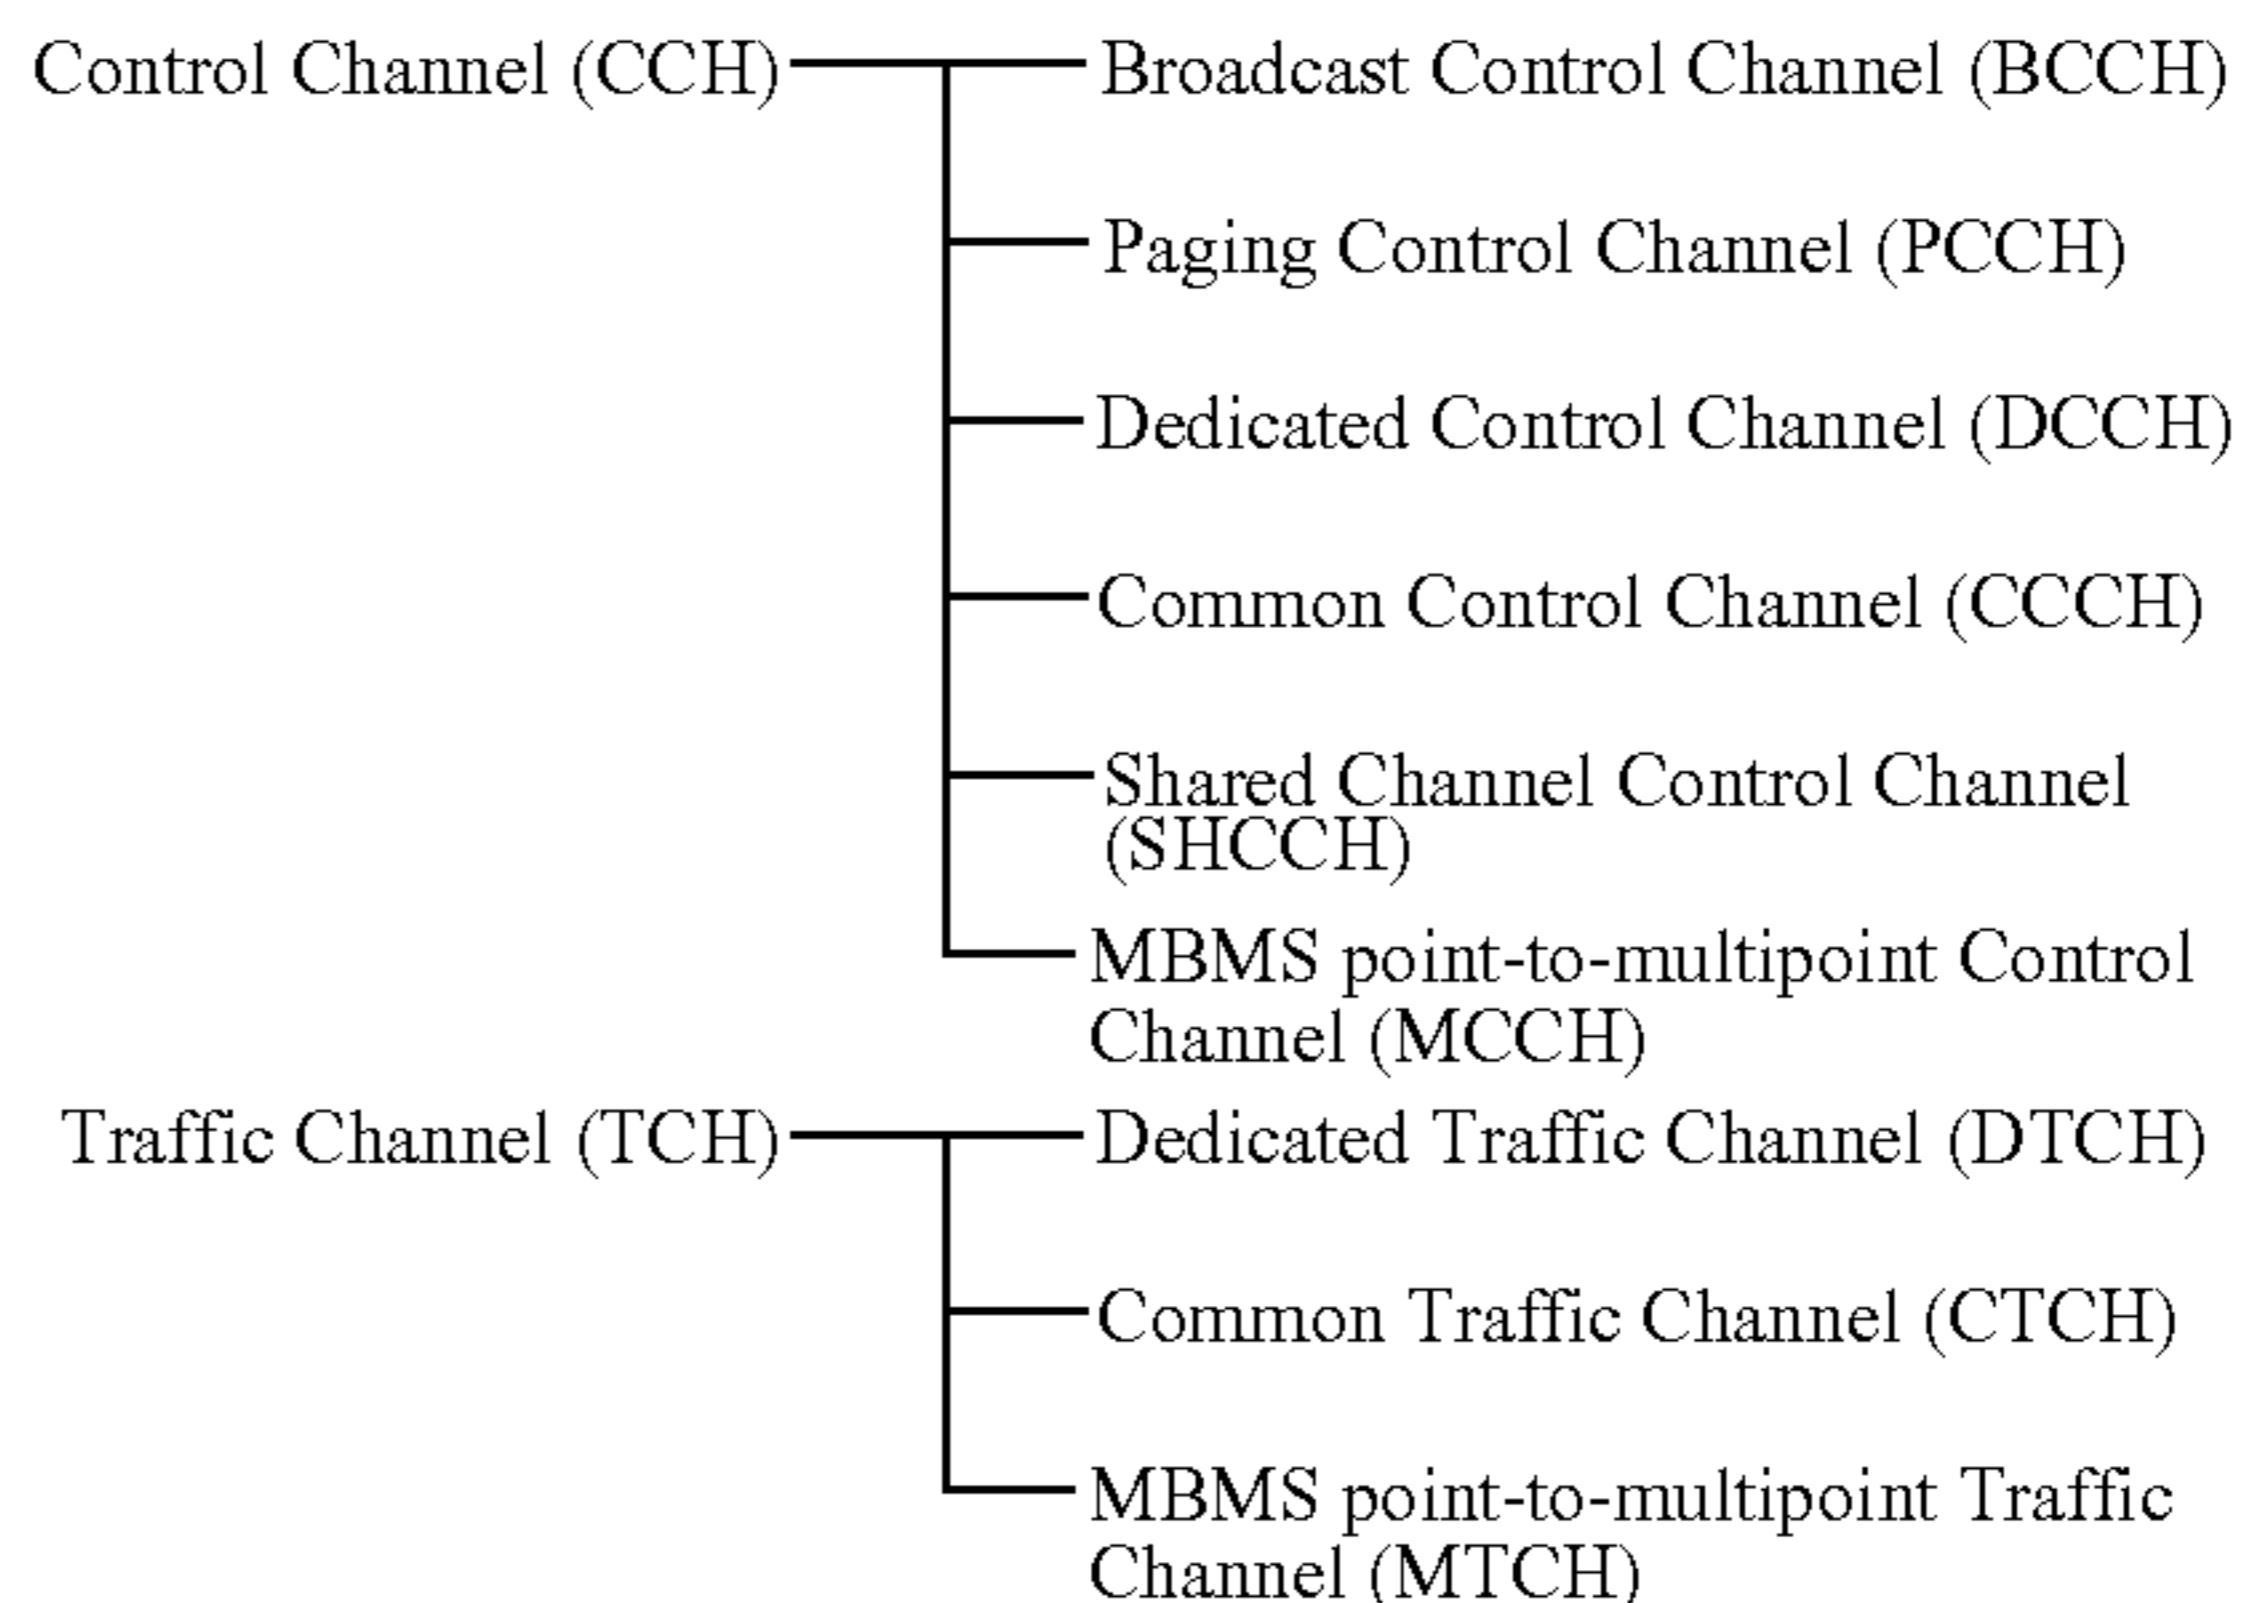 Control Channel (CCH)
Broadcast Control Channel (BCCH)
Paging Control Channel (PCCH)
Dedicated Control Channel (DCCH)
Common Control Channel (CCCH)
Shared Channel Control Channel
(SHCCH)
MBMS point-to-multipoint Control
Channel (MCCH)
Traffic Channel (TCH)
Dedicated Traffic Channel (DTCH)
Common Traffic Channel (CTCH)
MBMS point-to-multipoint Traffic
Channel (MTCH)